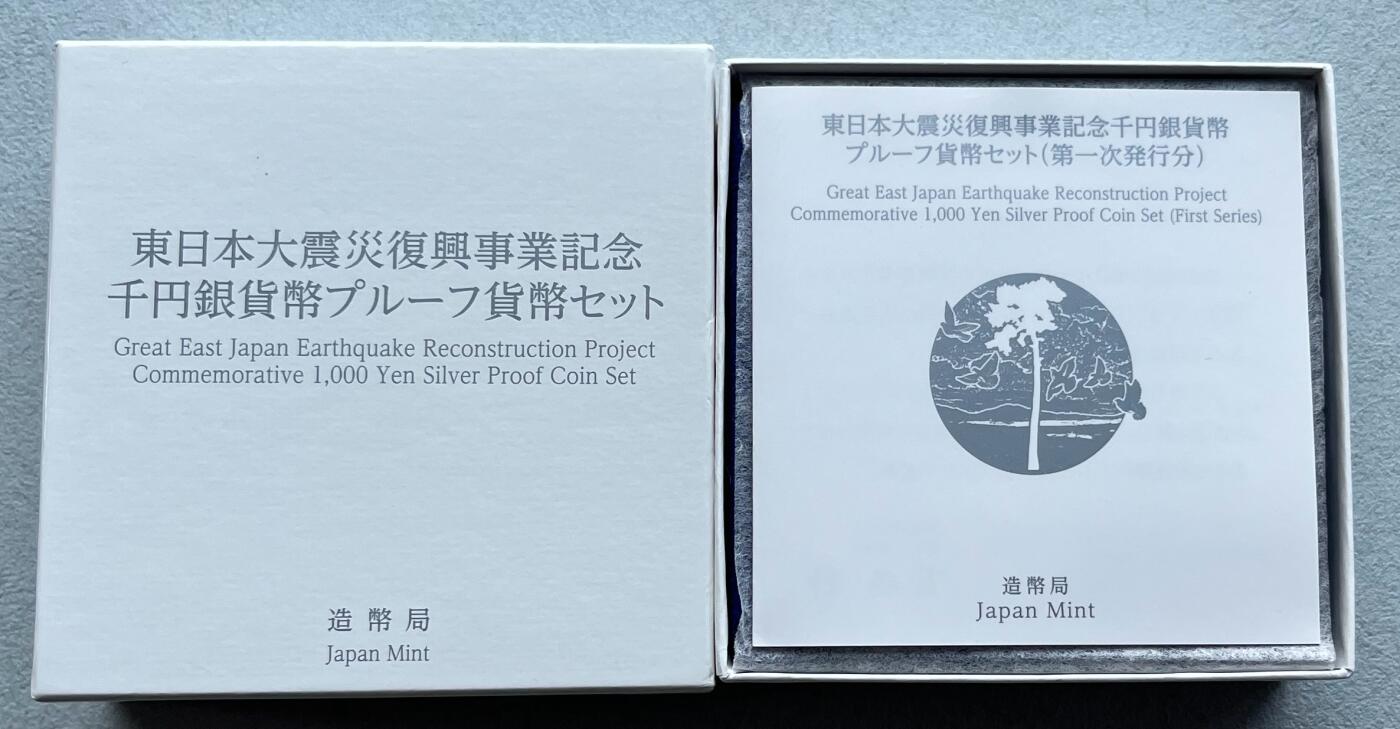 東日本大震災復興事業記念
千円銀貨幣プルーフ貨幣セット
Great East Japan Earthquake Reconstruction Project
Commemorative 1,000 Yen Silver Proof Coin Set
造幣局
Japan Mint
東日本大震災復興事業記念千円銀貨幣
プルーフ貨幣セット（第一次発行分）
Great East Japan Earthquake Reconstruction Project
Commemorative 1,000 Yen Silver Proof Coin Set (First Series)
造幣局
Japan Mint